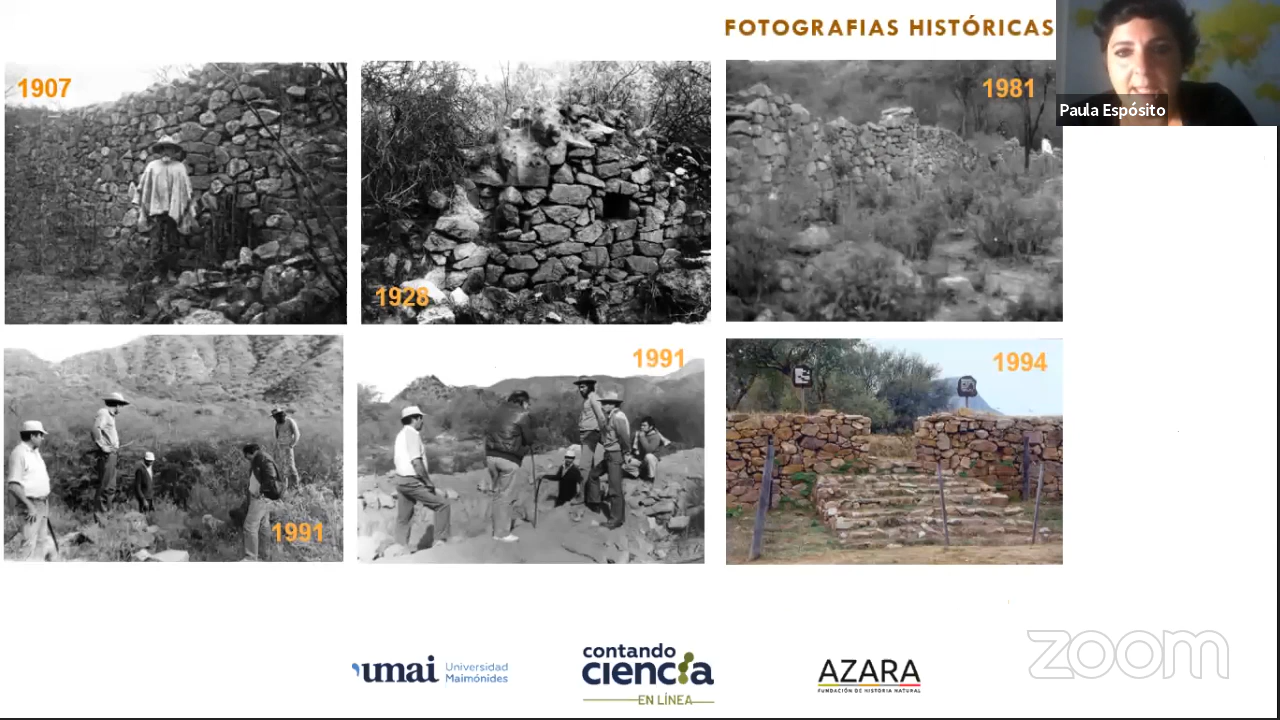 FOTOGRAFIAS HISTÓRICAS
Paula Espósito
1907
1928
1981
1991
1991
1994
umai Universidad
Maimónides
contando
ciencia
EN LÍNEA
AZARA
FUNDACIÓN DE HISTORIA NATURAL
zoom